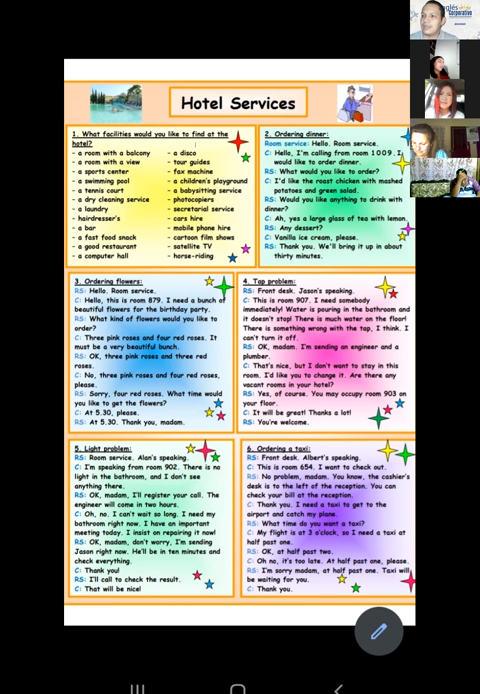 Hotel Services
1. What facilities would you like to find at the
hotel?
- a room with a balcony
- a room with a view
- a sports center
- swimming pool
- a tennis court
- a dry cleaning service
- a laundry
- hairdresser's
- a bar
- a fast food snack
- a good restaurant
- a computer hall
- a disco
- tour guides
- fax machine
- a children's playground
- a babysitting service
- photocopiers
- secretarial service
- cars hire
- mobile phone hire
- cartoon film shows
- satellite TV
- horse-riding
2. Ordering dinner:
Room service: Hello. Room service.
C: Hello, I'm calling from room 1009. I
would like to order dinner.
RS: What would you like to order?
C: I'd like the roast chicken with mashed
potatoes and green salad.
RS: Would you like anything to drink with
dinner?
C: Ah, yes a large glass of tea with lemon.
RS: Any dessert?
C: Vanilla ice cream, please.
RS: Thank you. We'll bring it up in about
thirty minutes.
3. Ordering flowers:
RS: Hello. Room service.
C: Hello, this is room 879. I need a bunch of
beautiful flowers for the birthday party.
RS: What kind of flowers would you like to
order?
C: Three pink roses and four red roses. It
must be a very beautiful bunch.
RS: OK, three pink roses and three red
roses.
C: No, three pink roses and four red roses,
please.
RS: Sorry, four red roses. What time would
you like to get the flowers?
C: At 5.30, please.
RS: At 5.30. Thank you, madam.
4. Tap problem:
RS: Front desk. Jason's speaking.
C: This is room 907. I need somebody
immediately! Water is pouring in the bathroom and
it doesn't stop! There is much water on the floor!
There is something wrong with the tap, I think. I
can't turn it off.
RS: OK, madam. I'm sending an engineer and a
plumber.
C: That's nice, but I don't want to stay in this
room. I'd like you to change it. Are there any
vacant rooms in your hotel?
RS: Yes, of course. You may occupy room 903 on
your floor.
C: It will be great! Thanks a lot!
RS: You're welcome.
5. Light problem:
RS: Room service. Alan's speaking.
C: I'm speaking from room 902. There is no
light in the bathroom, and I don't see
anything there.
RS: OK, madam, I'll register your call. The
engineer will come in two hours.
C: Oh, no. I can't wait so long. I need my
bathroom right now. I have an important
meeting today. I insist on repairing it now!
RS: OK, madam, don't worry, I'm sending
Jason right now. He'll be in ten minutes and
check everything.
C: Thank you!
RS: I'll call to check the result.
C: That will be nice!
6. Ordering a taxi:
RS: Front desk. Albert's speaking.
C: This is room 654. I want to check out.
RS: No problem, madam. You know, the cashier's
desk is to the left of the reception. You can
check your bill at the reception.
C: Thank you. I need a taxi to get to the
airport and catch my plane.
RS: What time do you want a taxi?
C: My flight is at 3 o'clock, so I need a taxi at
half past one.
RS: OK, at half past two.
C: Oh no, it's too late. At half past one, please.
RS: I'm sorry madam, at half past one. Taxi will
be waiting for you.
C: Thank you.